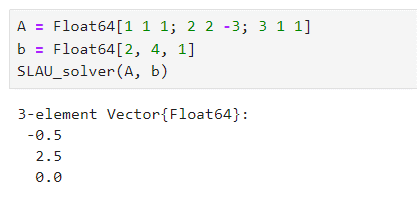 A = Float64[1 1 1; 2 2 -3; 3 1 1]
b = Float64[2, 4, 1]
SLAU_solver(A, b)
3-element Vector{Float64}:
 -0.5
  2.5
  0.0